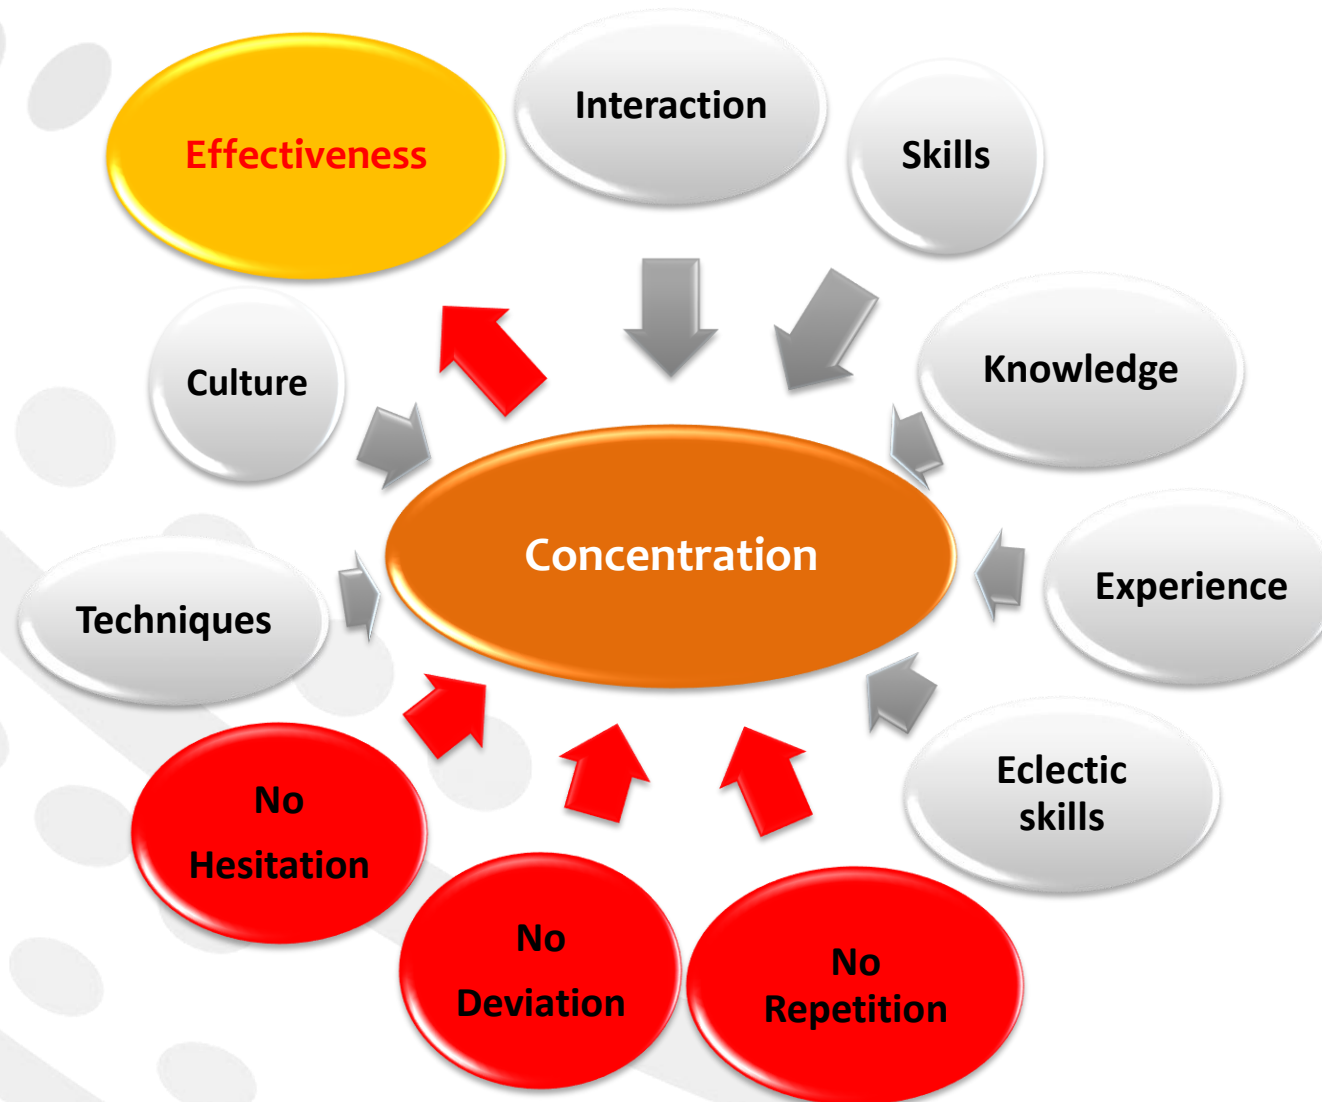 Effectiveness
Interaction
Skills
Culture
Knowledge
Concentration
Experience
Techniques
Eclectic
skills
No
Hesitation
No
Deviation
No
Repetition